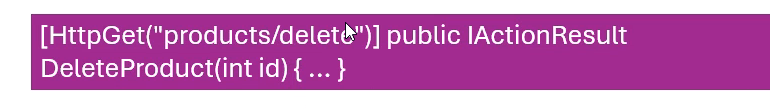 [HttpGet("products/delete")] public IActionResult
DeleteProduct(int id) { ... }